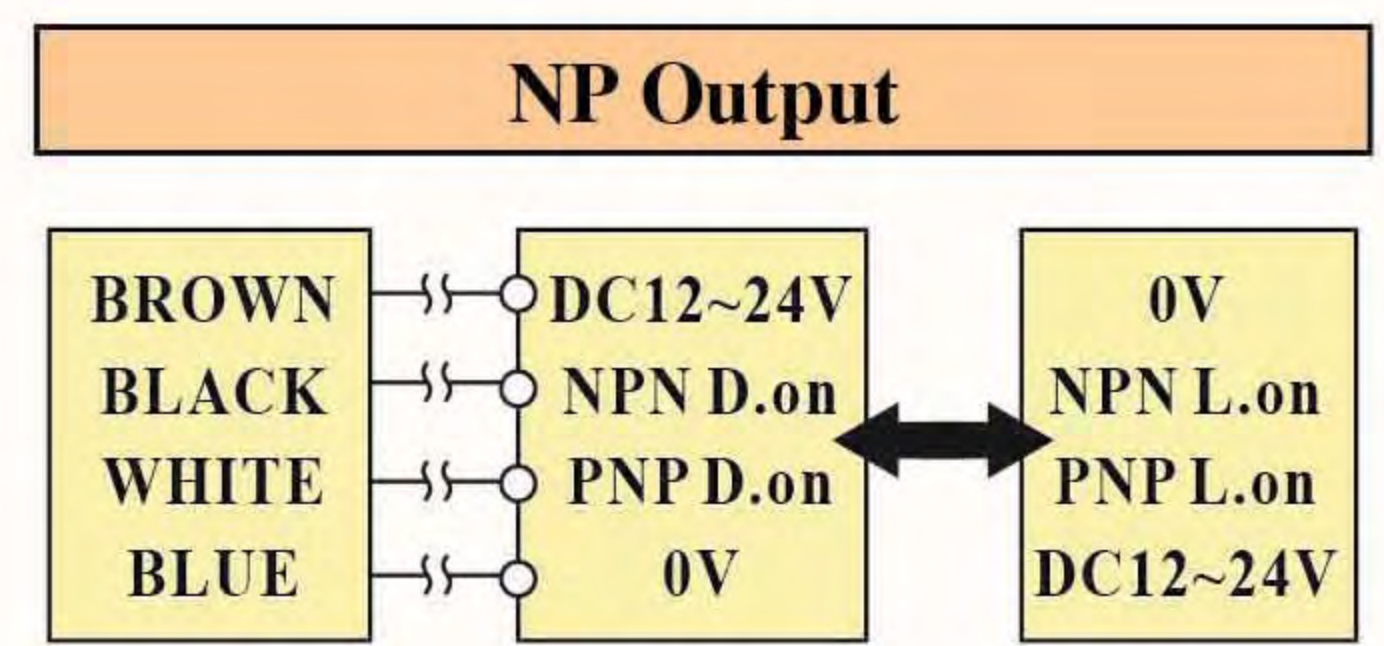 NP Output
BROWN DC12~24V 0V
BLACK NPN D.on NPN L.on
WHITE PNP D.on PNP L.on
BLUE 0V DC12~24V